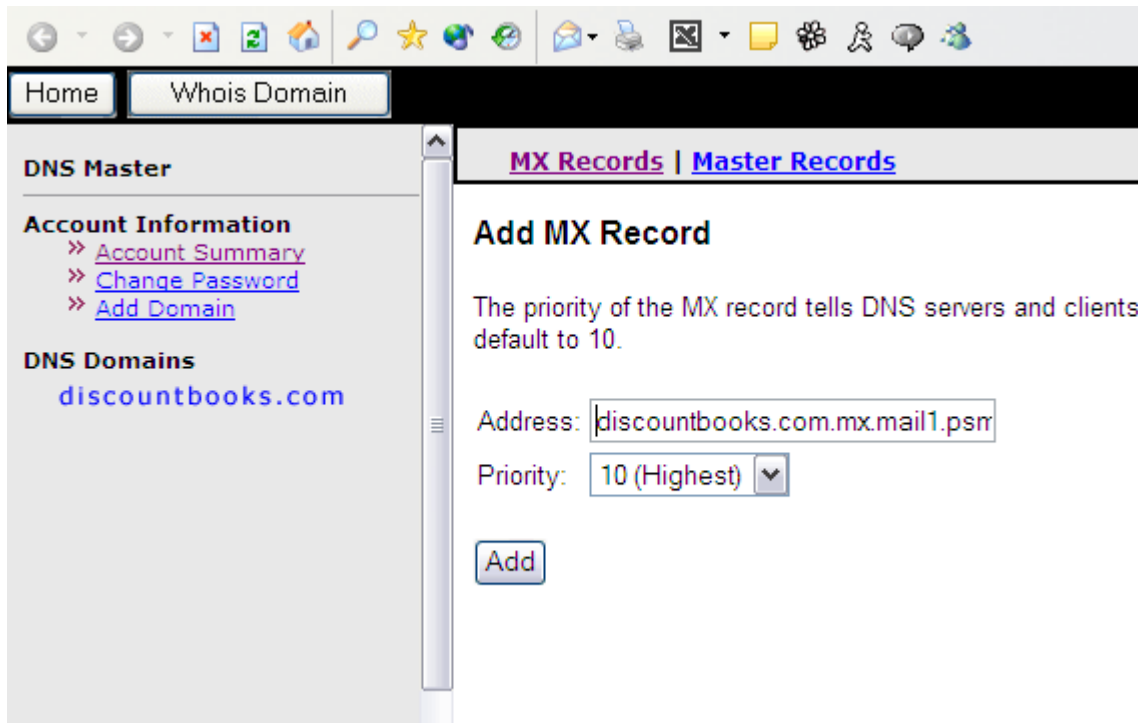 Home Whois Domain
DNS Master
Account Information
» Account Summary
» Change Password
» Add Domain
DNS Domains
discountbooks.com
MX Records | Master Records
Add MX Record
The priority of the MX record tells DNS servers and clients
default to 10.
Address: discountbooks.com.mx.mail1.psm
Priority: 10 (Highest)
Add